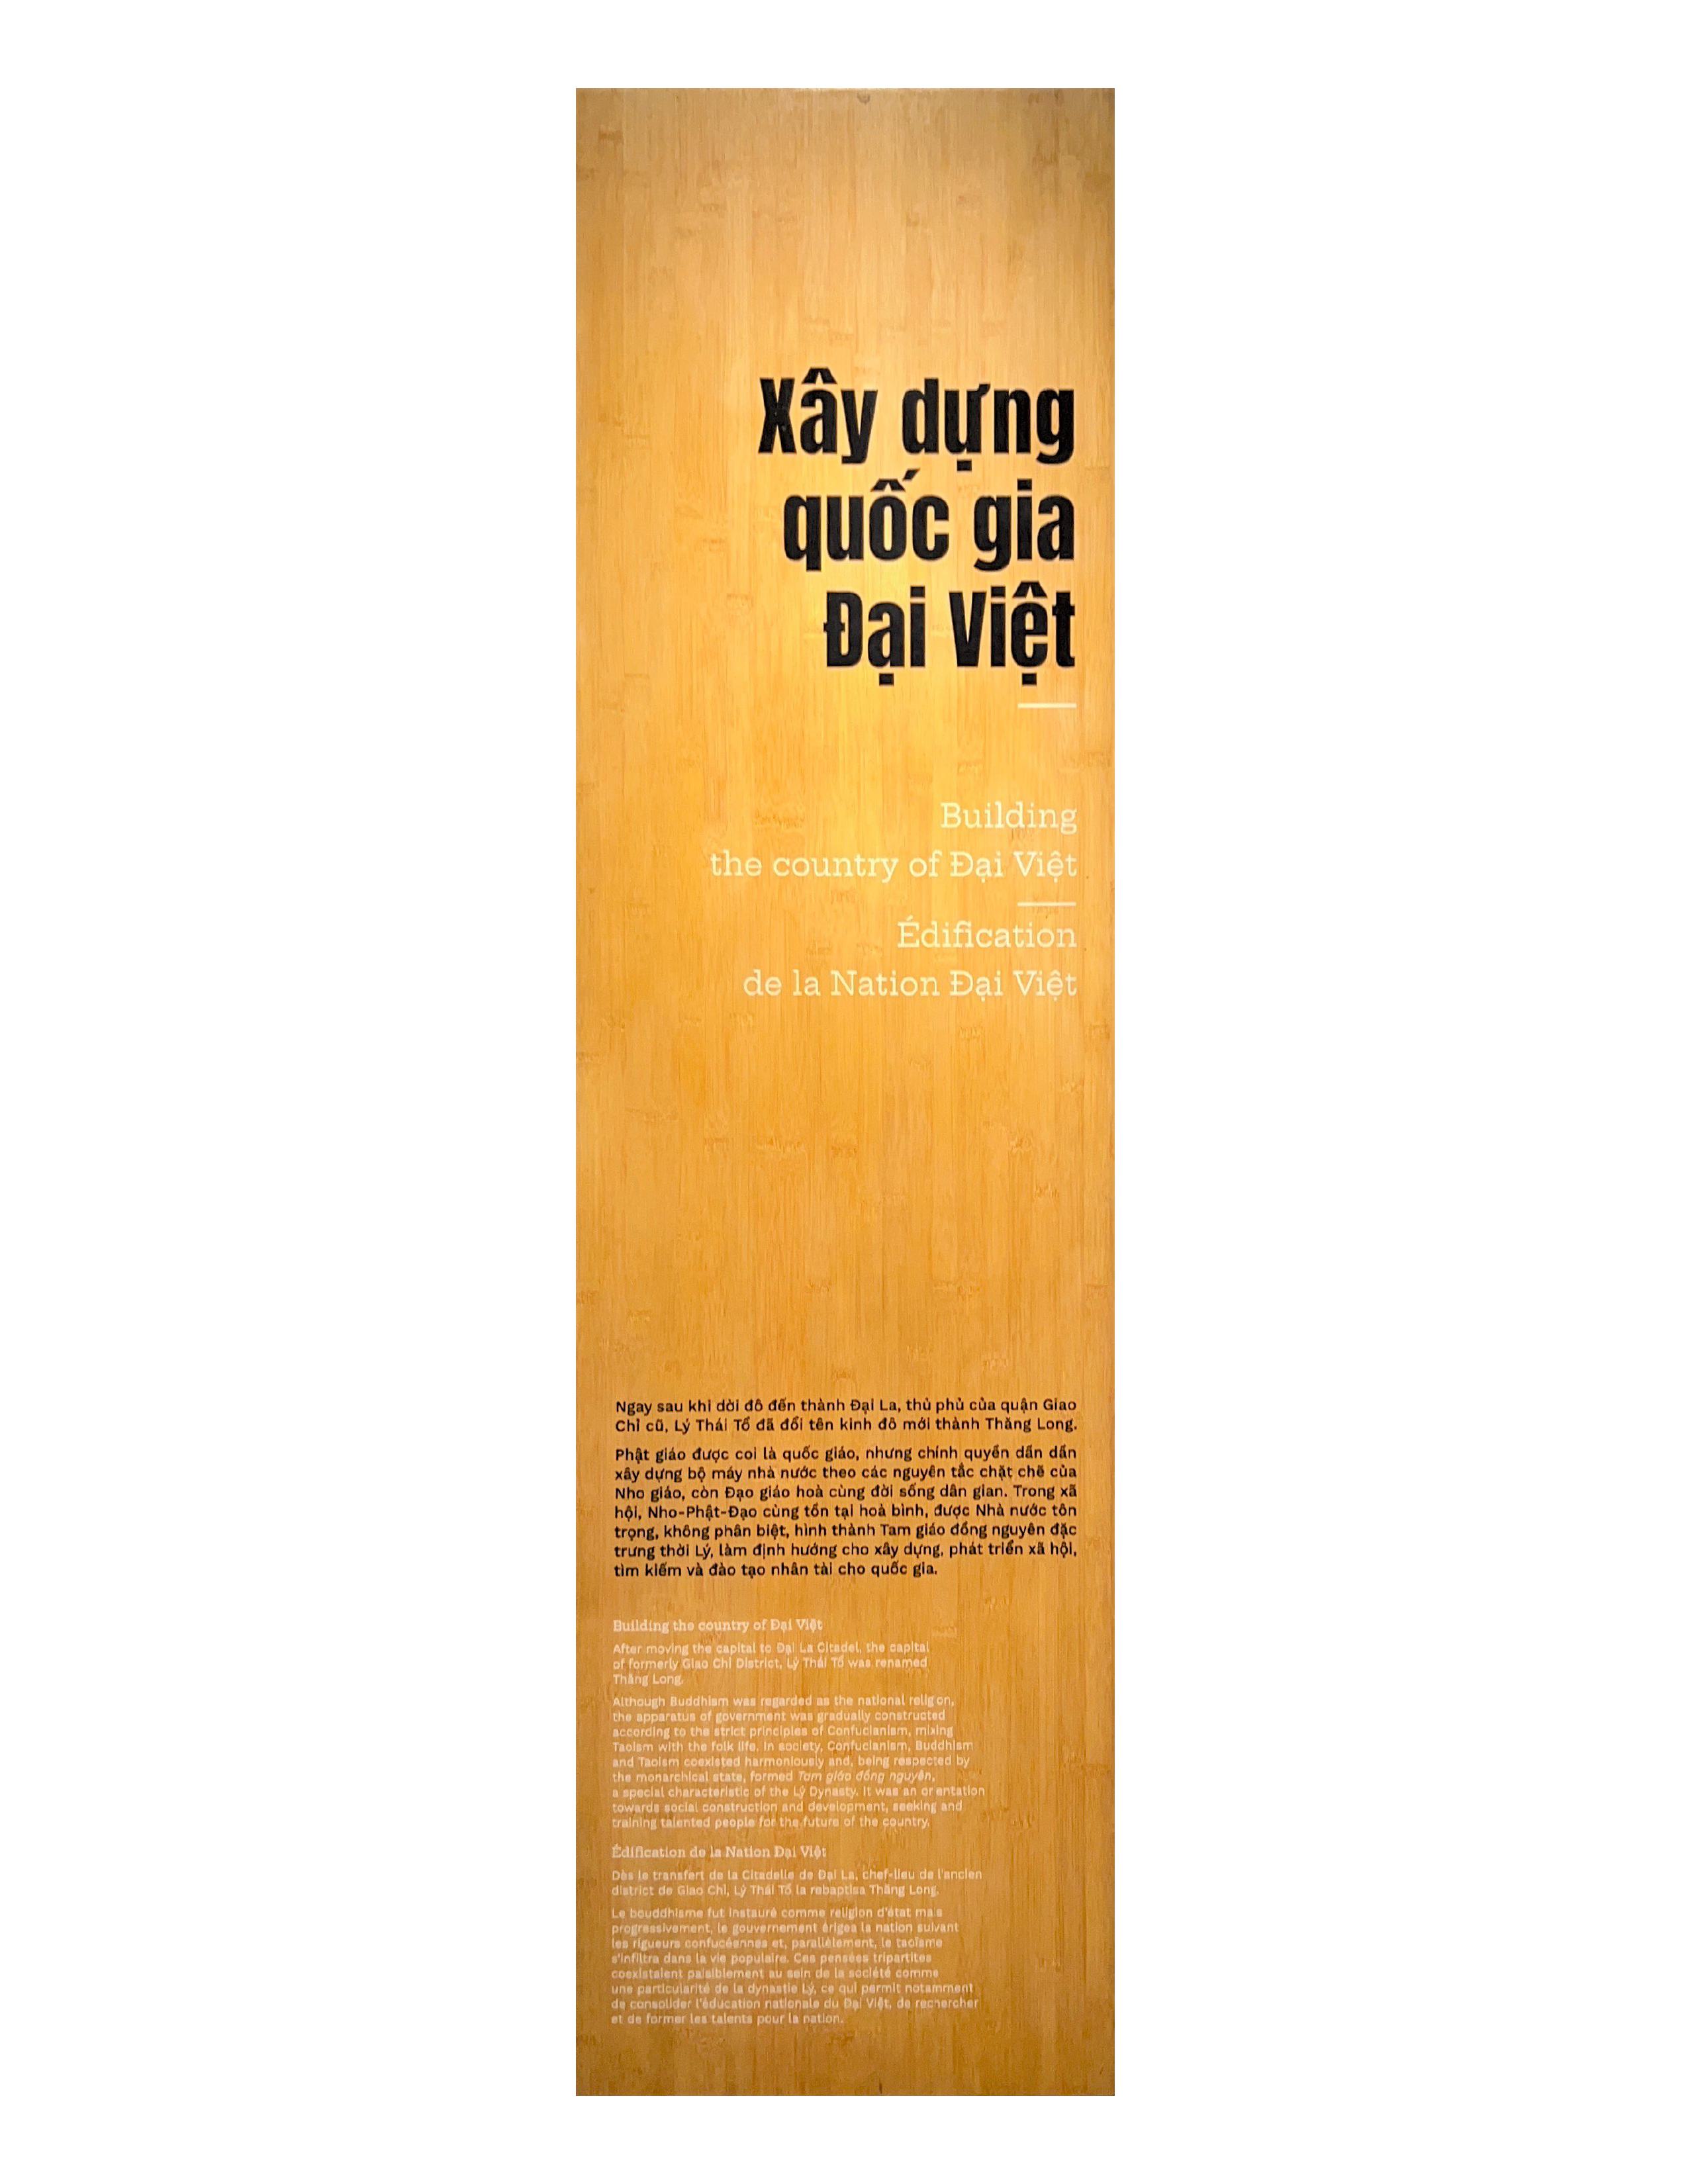 Xây dựng
quốc gia
Đại Việt
Building
the country of Đại Việt
Édification
de la Nation Đại Việt
Ngay sau khi dời đô đến thành Đại La, thủ phủ của quận Giao
Chỉ cũ, Lý Thái Tổ đã đổi tên kinh đô mới thành Thăng Long.
Phật giáo được coi là quốc giáo, nhưng chính quyền dần dần
xây dựng bộ máy nhà nước theo các nguyên tắc chặt chẽ của
Nho giáo, còn Đạo giáo hoà cùng đời sống dân gian. Trong xã
hội, Nho-Phật-Đạo cùng tồn tại hoà bình, được Nhà nước tôn
trọng, không phân biệt, hình thành Tam giáo đồng nguyên đặc
trưng thời Lý, làm định hướng cho xây dựng, phát triển xã hội,
tìm kiếm và đào tạo nhân tài cho quốc gia.
Building the country of Đại Việt
After moving the capital to Đại La Citadel, the capital
of formerly Giao Chỉ District, Lý Thái Tổ was renamed
Thăng Long.
Although Buddhism was regarded as the national religion,
the apparatus of government was gradually constructed
according to the strict principles of Confucianism, mixing
Taoism with the folk life. In society, Confucianism, Buddhism
and Taoism coexisted harmoniously and, being respected by
the monarchical state, formed Tam giáo đồng nguyên,
a special characteristic of the Lý Dynasty. It was an orientation
towards social construction and development, seeking and
training talented people for the future of the country.
Édification de la Nation Đại Việt
Dès le transfert de la Citadelle de Đại La, chef-lieu de l'ancien
district de Giao Chỉ, Lý Thái Tổ la rebaptisa Thăng Long.
Le bouddhisme fut instauré comme religion d'état mais
progressivement, le gouvernement érigea la nation suivant
les rigueurs confucéennes et, parallèlement, le taoïsme
s'infiltra dans la vie populaire. Ces pensées tripartites
coexistaient paisiblement au sein de la société comme
une particularité de la dynastie Lý, ce qui permit notamment
de consolider l'éducation nationale du Đại Việt, de rechercher
et de former les talents pour la nation.